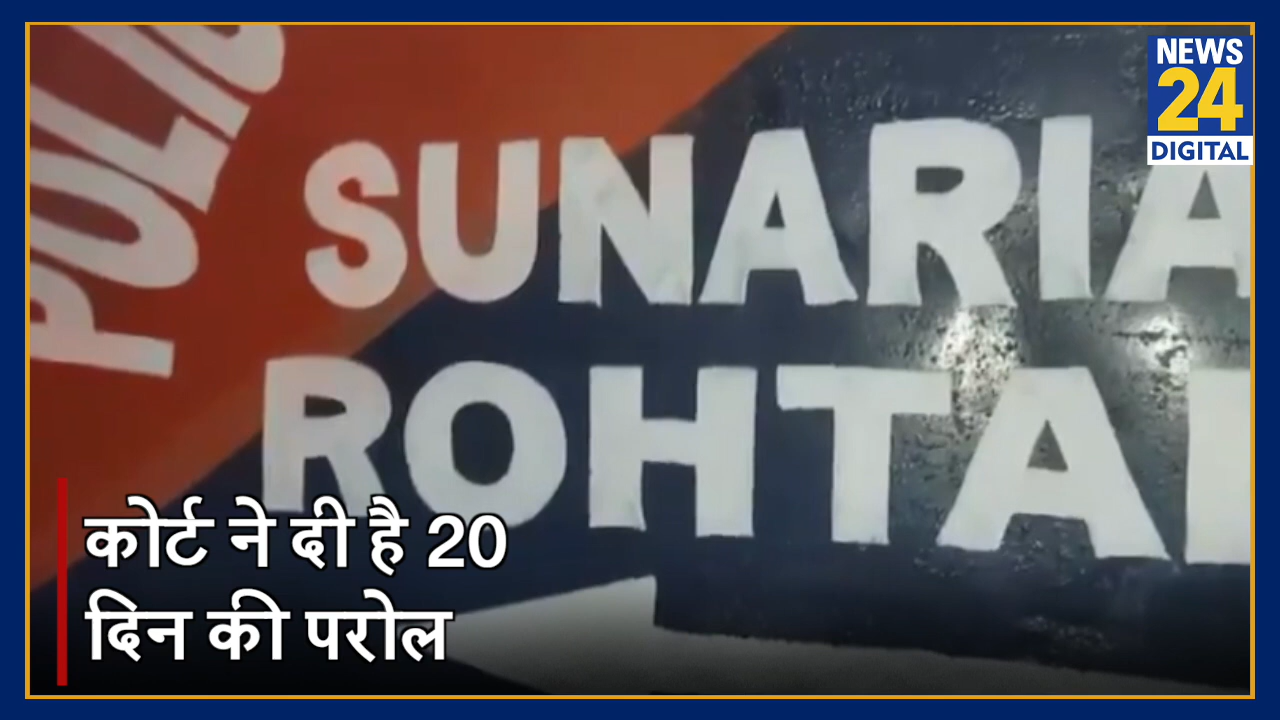 NEWS
24
DIGITAL
POLIC
SUNARIA
ROHTA
कोर्ट ने दी है 20
दिन की परोल